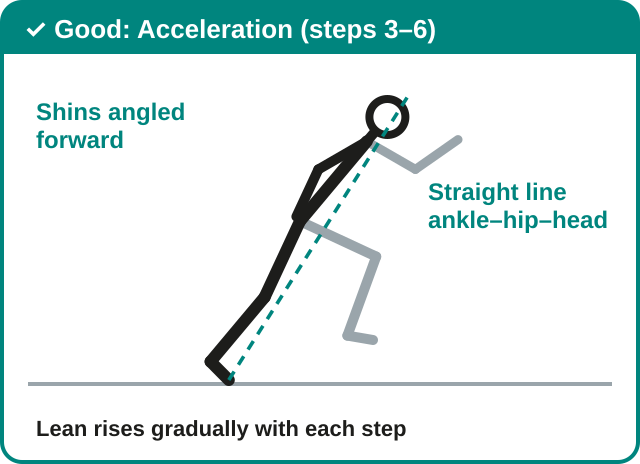 ✓ Good: Acceleration (steps 3–6)
Shins angled
forward
Straight line
ankle–hip–head
Lean rises gradually with each step